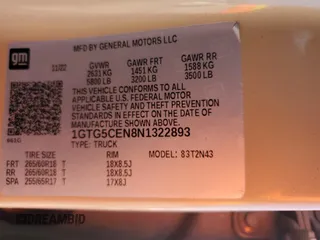 MFD BY GENERAL MOTORS LLC
gm
GVWR GAWR FRT GAWR RR
2631 KG 1451 KG 1588 KG
5800 LB 3200 LB 3500 LB
THIS VEHICLE CONFORMS TO ALL
APPLICABLE U.S. FEDERAL MOTOR
VEHICLE SAFETY AND THEFT PREVENTION
STANDARDS IN EFFECT ON THE DATE OF
MANUFACTURE SHOWN ABOVE.
1GTG5CEN8N1322893
TYPE: TRUCK MODEL: 83T2N43
TIRE SIZE RIM
FRT 265/60R18 T 18X8.5J
RR 265/60R18 T 18X8.5J
SPA 255/65R17 T 17X8J
DREAMBID